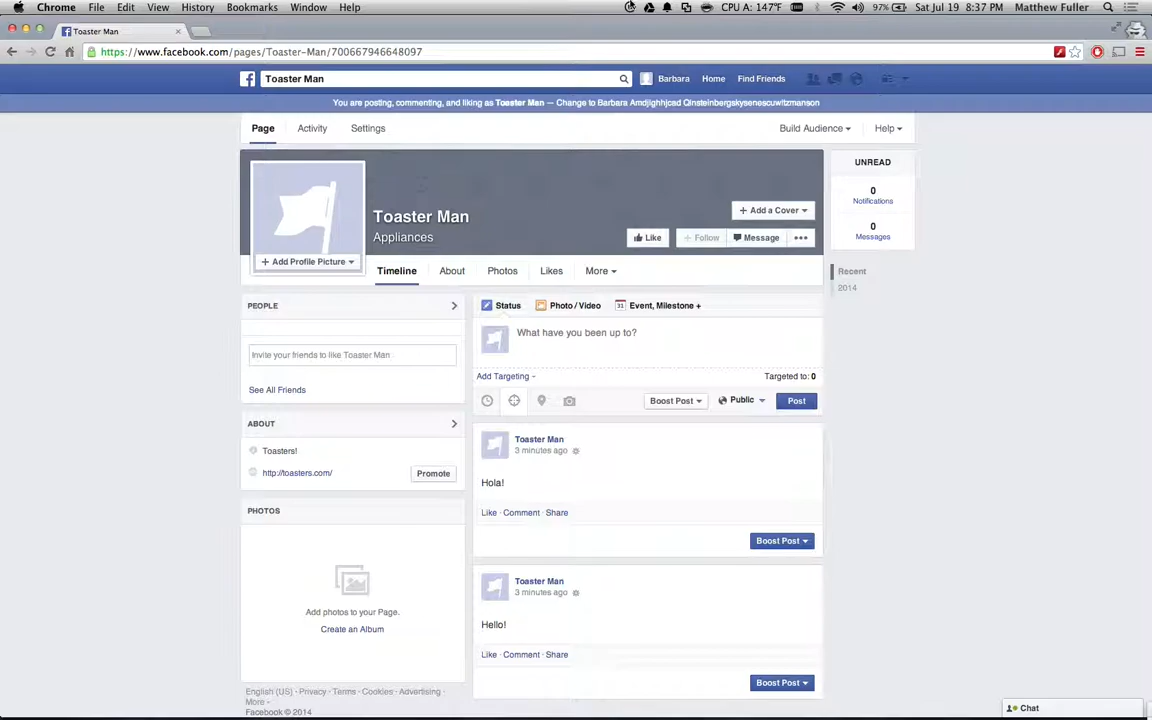 Chrome File Edit View History Bookmarks Window Help CPU A: 147°F 97% Sat Jul 19 8:37 PM Matthew Fuller
Toaster Man
https://www.facebook.com/pages/Toaster-Man/700667946648097
Toaster Man Barbara Home Find Friends
You are posting, commenting, and liking as Toaster Man — Change to Barbara Amdjighhjcad Qinsteinbergskysenescuwitzmanson
Page Activity Settings Build Audience Help
UNREAD
0
Notifications
0
Messages
Recent
2014
Toaster Man
Appliances
+ Add a Cover
Like + Follow Message
+ Add Profile Picture
Timeline About Photos Likes More
PEOPLE
Invite your friends to like Toaster Man
See All Friends
ABOUT
Toasters!
http://toasters.com/ Promote
PHOTOS
Add photos to your Page.
Create an Album
English (US) · Privacy · Terms · Cookies · Advertising ·
More
Facebook © 2014
Status Photo / Video 31 Event, Milestone +
What have you been up to?
Add Targeting Targeted to: 0
Boost Post Public Post
Toaster Man
3 minutes ago
Hola!
Like · Comment · Share
Boost Post
Toaster Man
3 minutes ago
Hello!
Like · Comment · Share
Boost Post
Chat